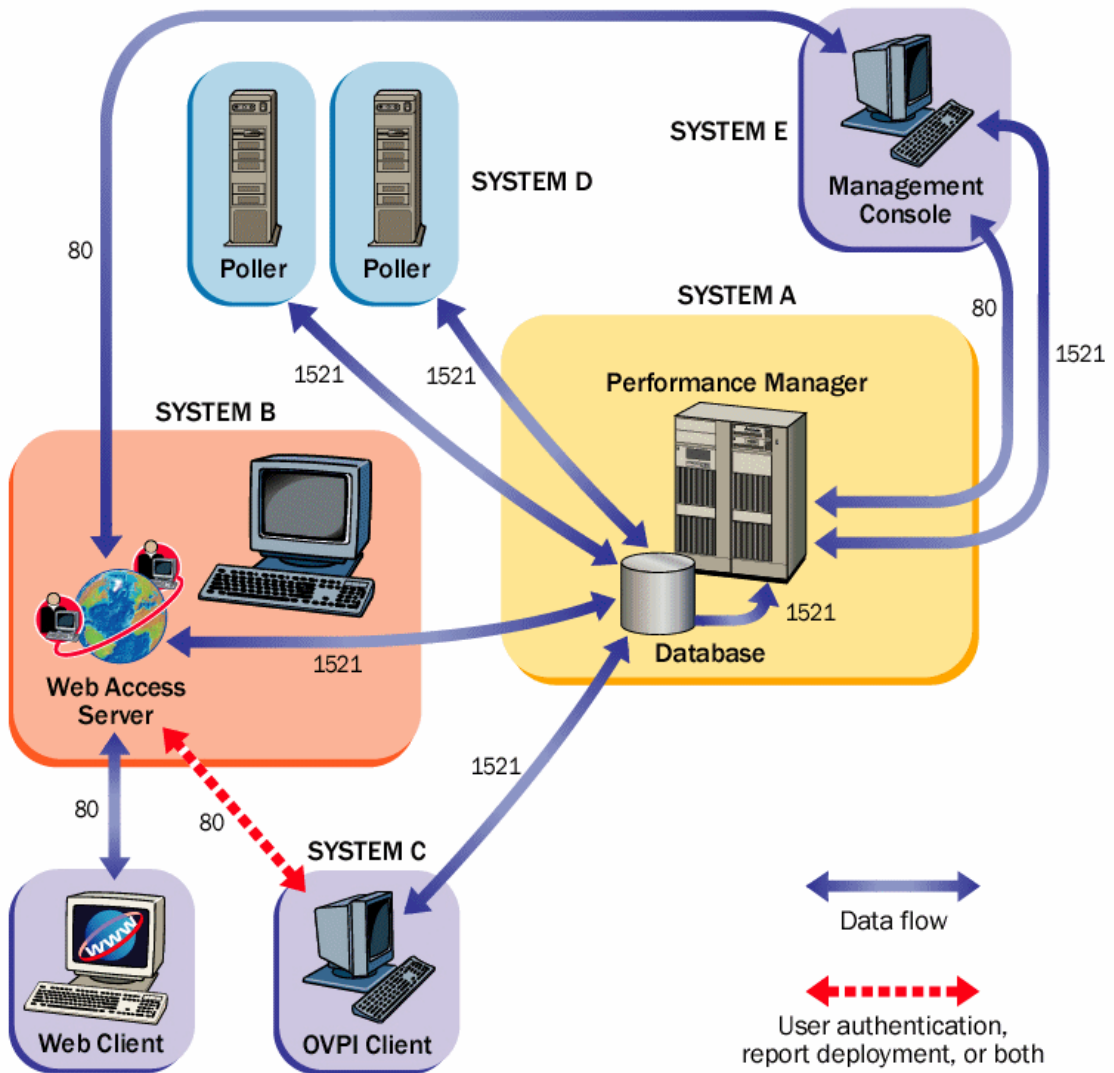 SYSTEM E
Management
Console
SYSTEM D
Poller
Poller
80
SYSTEM A
80
1521
1521
1521
Performance Manager
SYSTEM B
1521
1521
Database
Web Access
Server
1521
80
80
SYSTEM C
WWW
Web Client
OVPI Client
Data flow
User authentication,
report deployment, or both